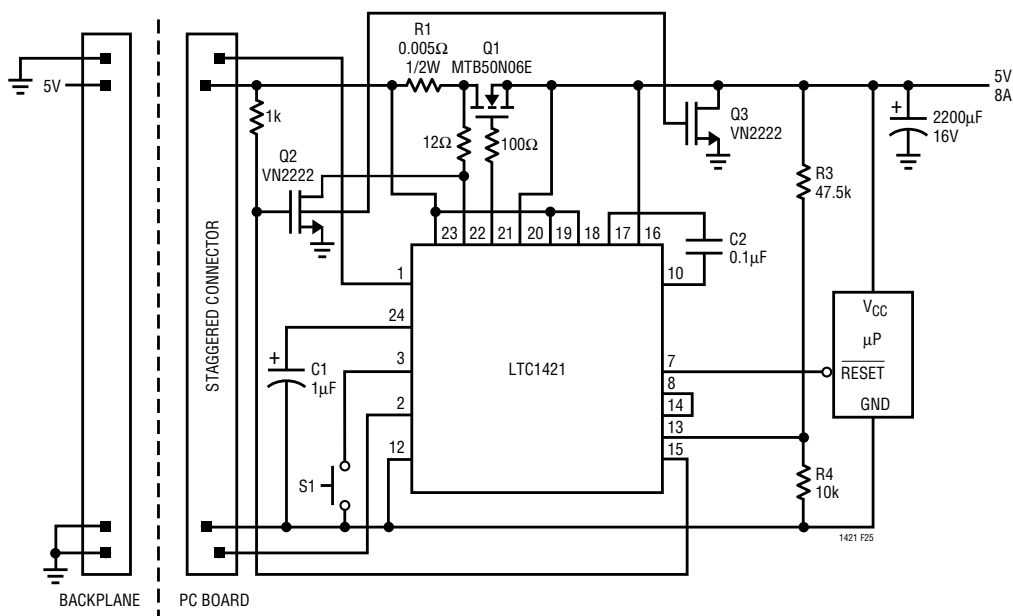 R1
0.005Ω
1/2W
Q1
MTB50N06E
5V
5V
8A
1k
Q3
VN2222
+
2200µF
16V
12Ω
100Ω
Q2
VN2222
R3
47.5k
23
22
21
20
19
18
17
16
C2
0.1µF
1
10
24
VCC
µP
STAGGERED CONNECTOR
+
C1
1µF
3
LTC1421
7
RESET
8
2
14
GND
13
12
15
S1
R4
10k
1421 F25
BACKPLANE
PC BOARD